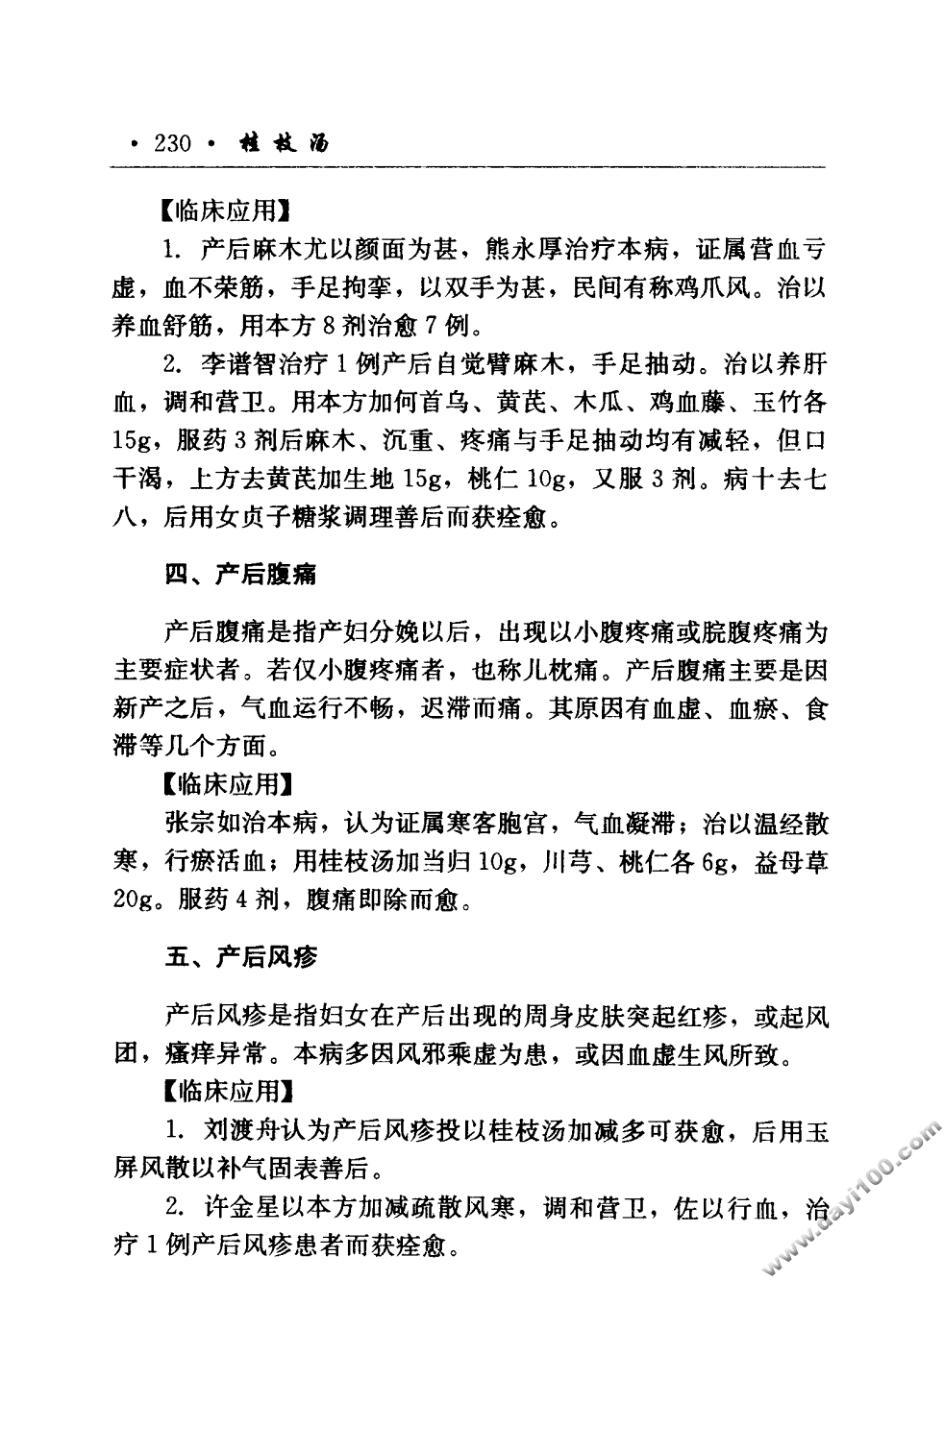 · 230 · 桂枝汤
【临床应用】
1. 产后麻木尤以颜面为甚，熊永厚治疗本病，证属营血亏
虚，血不荣筋，手足拘挛，以双手为甚，民间有称鸡爪风。治以
养血舒筋，用本方 8 剂治愈 7 例。
2. 李谱智治疗 1 例产后自觉臂麻木，手足抽动。治以养肝
血，调和营卫。用本方加何首乌、黄芪、木瓜、鸡血藤、玉竹各
15g，服药 3 剂后麻木、沉重、疼痛与手足抽动均有减轻，但口
干渴，上方去黄芪加生地 15g，桃仁 10g，又服 3 剂。病十去七
八，后用女贞子糖浆调理善后而获痊愈。
四、产后腹痛
产后腹痛是指产妇分娩以后，出现以小腹疼痛或脘腹疼痛为
主要症状者。若仅小腹疼痛者，也称儿枕痛。产后腹痛主要是因
新产之后，气血运行不畅，迟滞而痛。其原因有血虚、血瘀、食
滞等几个方面。
【临床应用】
张宗如治本病，认为证属寒客胞宫，气血凝滞；治以温经散
寒，行瘀活血；用桂枝汤加当归 10g，川芎、桃仁各 6g，益母草
20g。服药 4 剂，腹痛即除而愈。
五、产后风疹
产后风疹是指妇女在产后出现的周身皮肤突起红疹，或起风
团，瘙痒异常。本病多因风邪乘虚为患，或因血虚生风所致。
【临床应用】
1. 刘渡舟认为产后风疹投以桂枝汤加减多可获愈，后用玉
屏风散以补气固表善后。
2. 许金星以本方加减疏散风寒，调和营卫，佐以行血，治
疗 1 例产后风疹患者而获痊愈。
www.dayi100.com